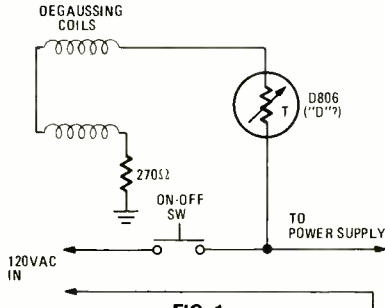 DEGAUSSING
COILS
D806
("D"?)
T
270Ω
ON-OFF
SW
TO
POWER SUPPLY
120VAC
IN
FIG. 1